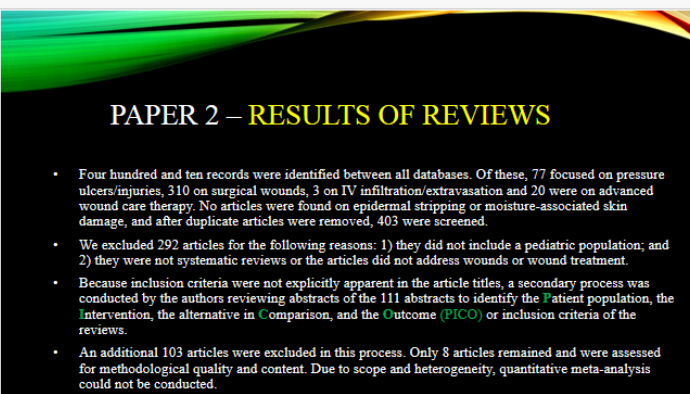 PAPER 2 – RESULTS OF REVIEWS
• Four hundred and ten records were identified between all databases. Of these, 77 focused on pressure
ulcers/injuries, 310 on surgical wounds, 3 on IV infiltration/extravasation and 20 were on advanced
wound care therapy. No articles were found on epidermal stripping or moisture-associated skin
damage, and after duplicate articles were removed, 403 were screened.
• We excluded 292 articles for the following reasons: 1) they did not include a pediatric population; and
2) they were not systematic reviews or the articles did not address wounds or wound treatment.
• Because inclusion criteria were not explicitly apparent in the article titles, a secondary process was
conducted by the authors reviewing abstracts of the 111 abstracts to identify the Patient population, the
Intervention, the alternative in Comparison, and the Outcome (PICO) or inclusion criteria of the
reviews.
• An additional 103 articles were excluded in this process. Only 8 articles remained and were assessed
for methodological quality and content. Due to scope and heterogeneity, quantitative meta-analysis
could not be conducted.